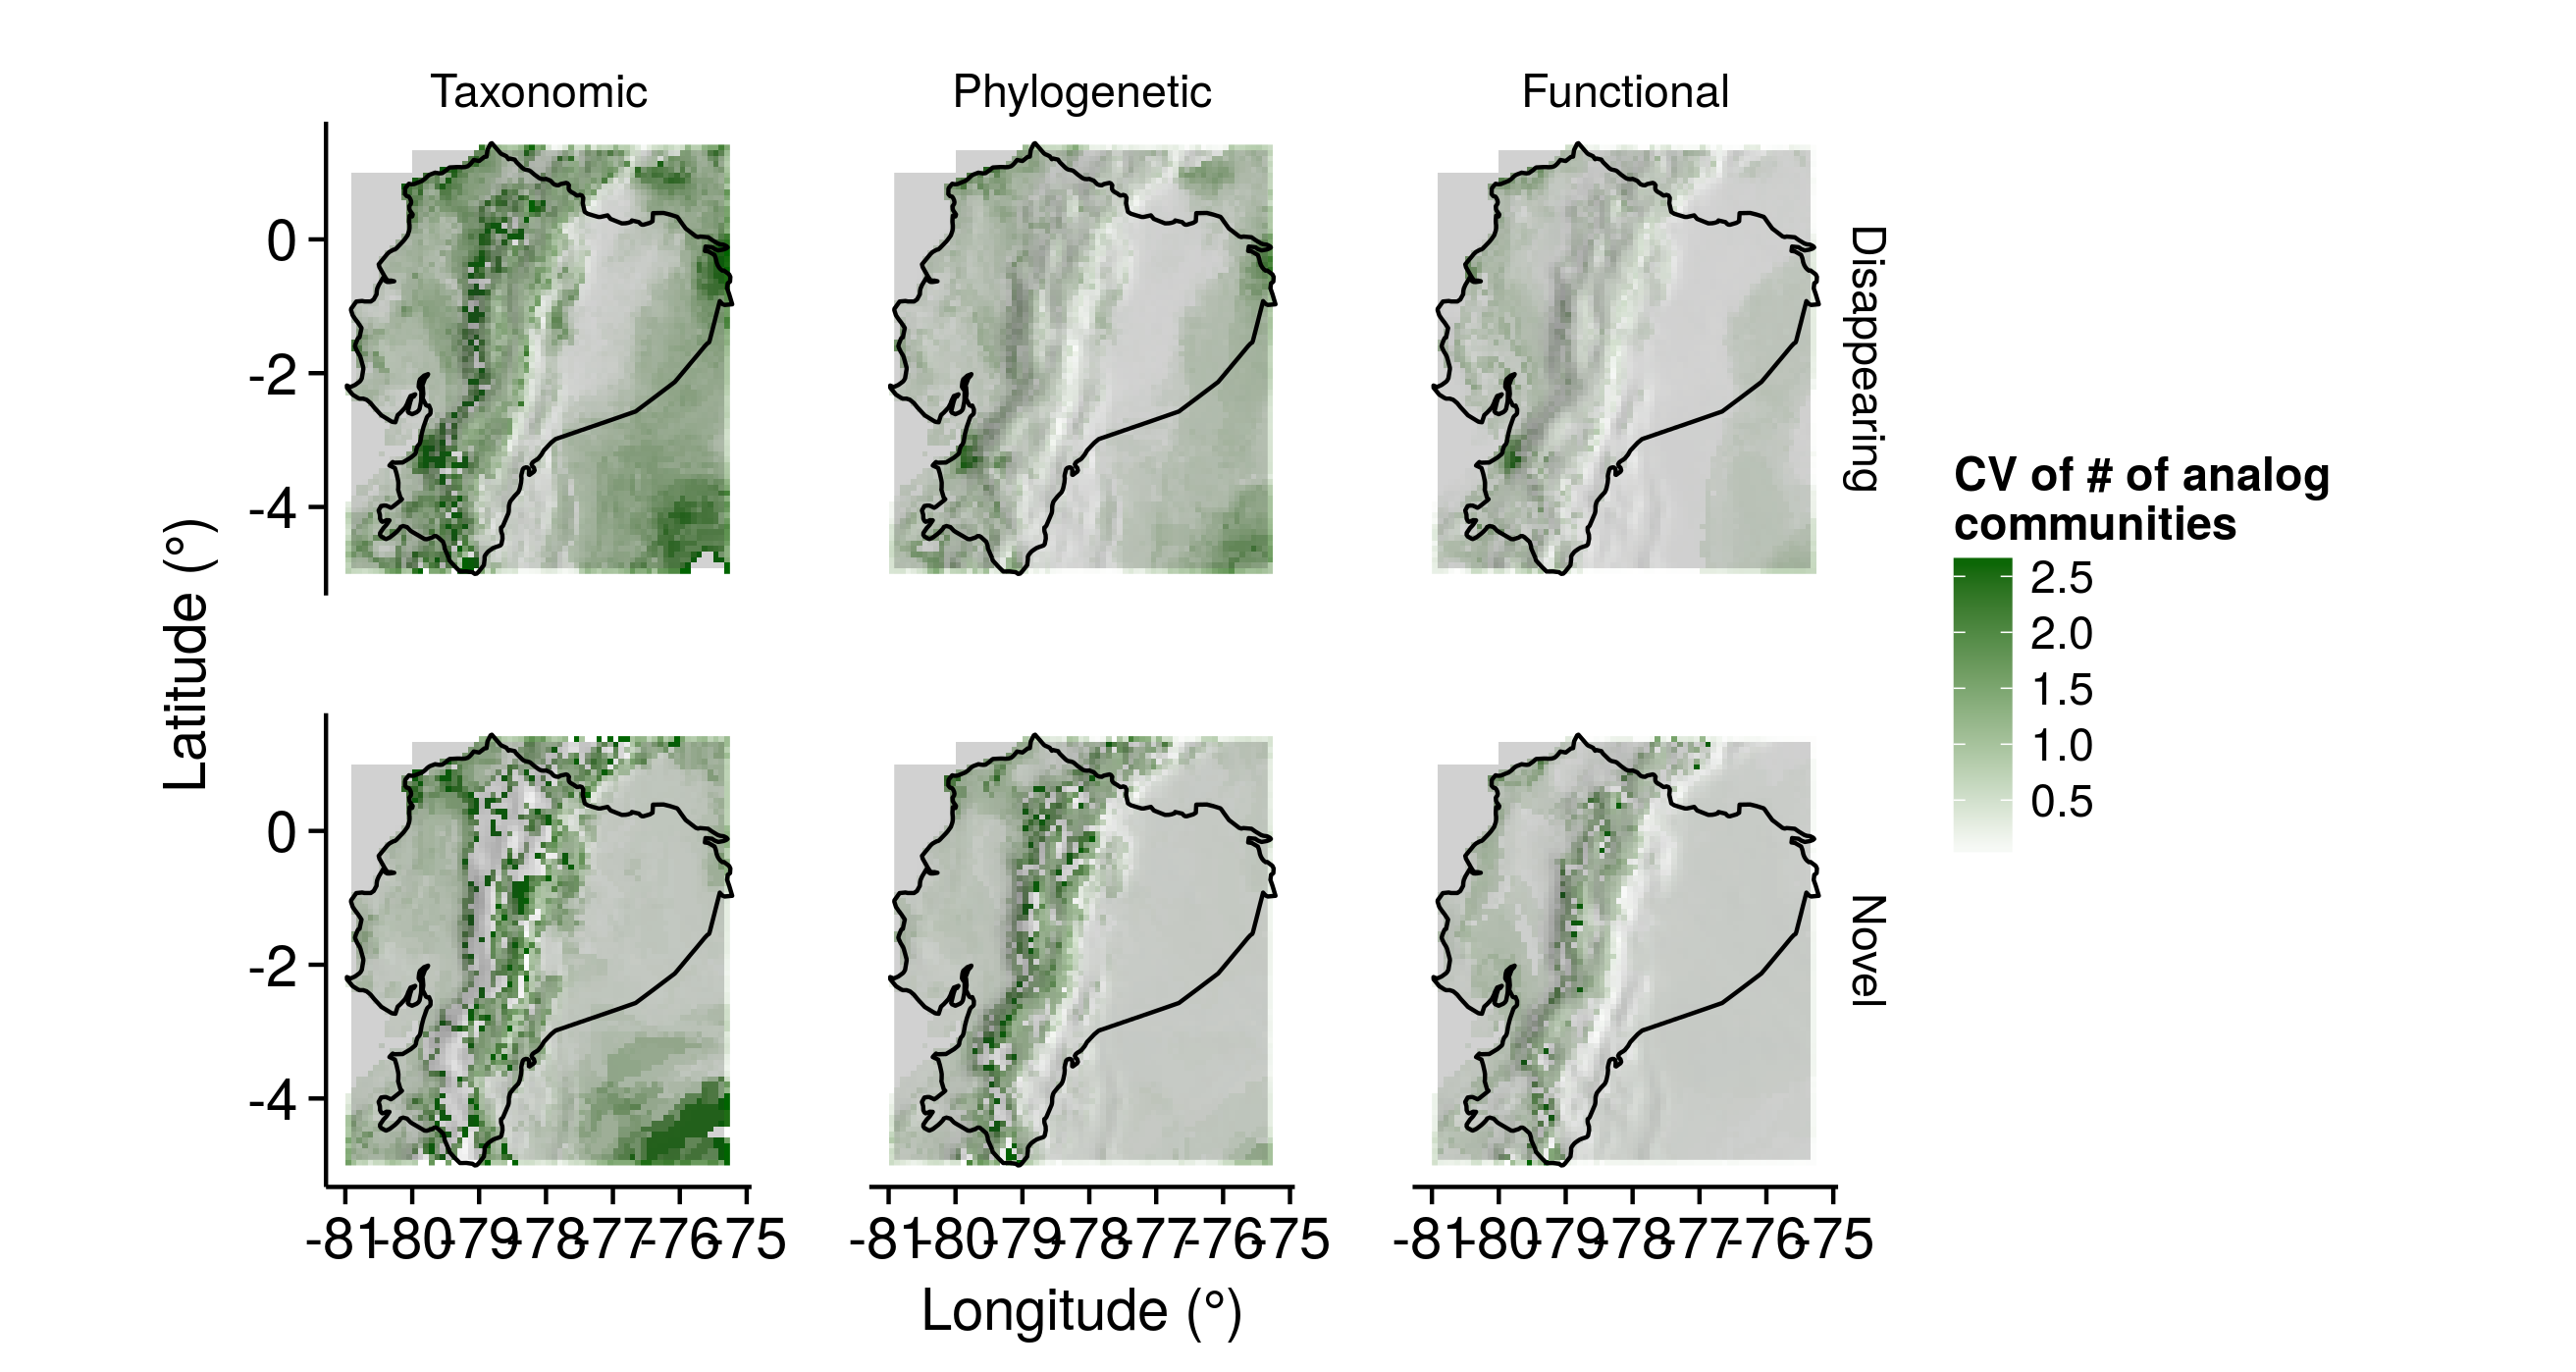 Taxonomic Phylogenetic Functional
0
-2
-4
Disappearing
Latitude (°)
0
-2
-4
Novel
-81 -80 -79 -78 -77 -76 -75 -81 -80 -79 -78 -77 -76 -75 -81 -80 -79 -78 -77 -76 -75
Longitude (°)
CV of # of analog
communities
2.5
2.0
1.5
1.0
0.5